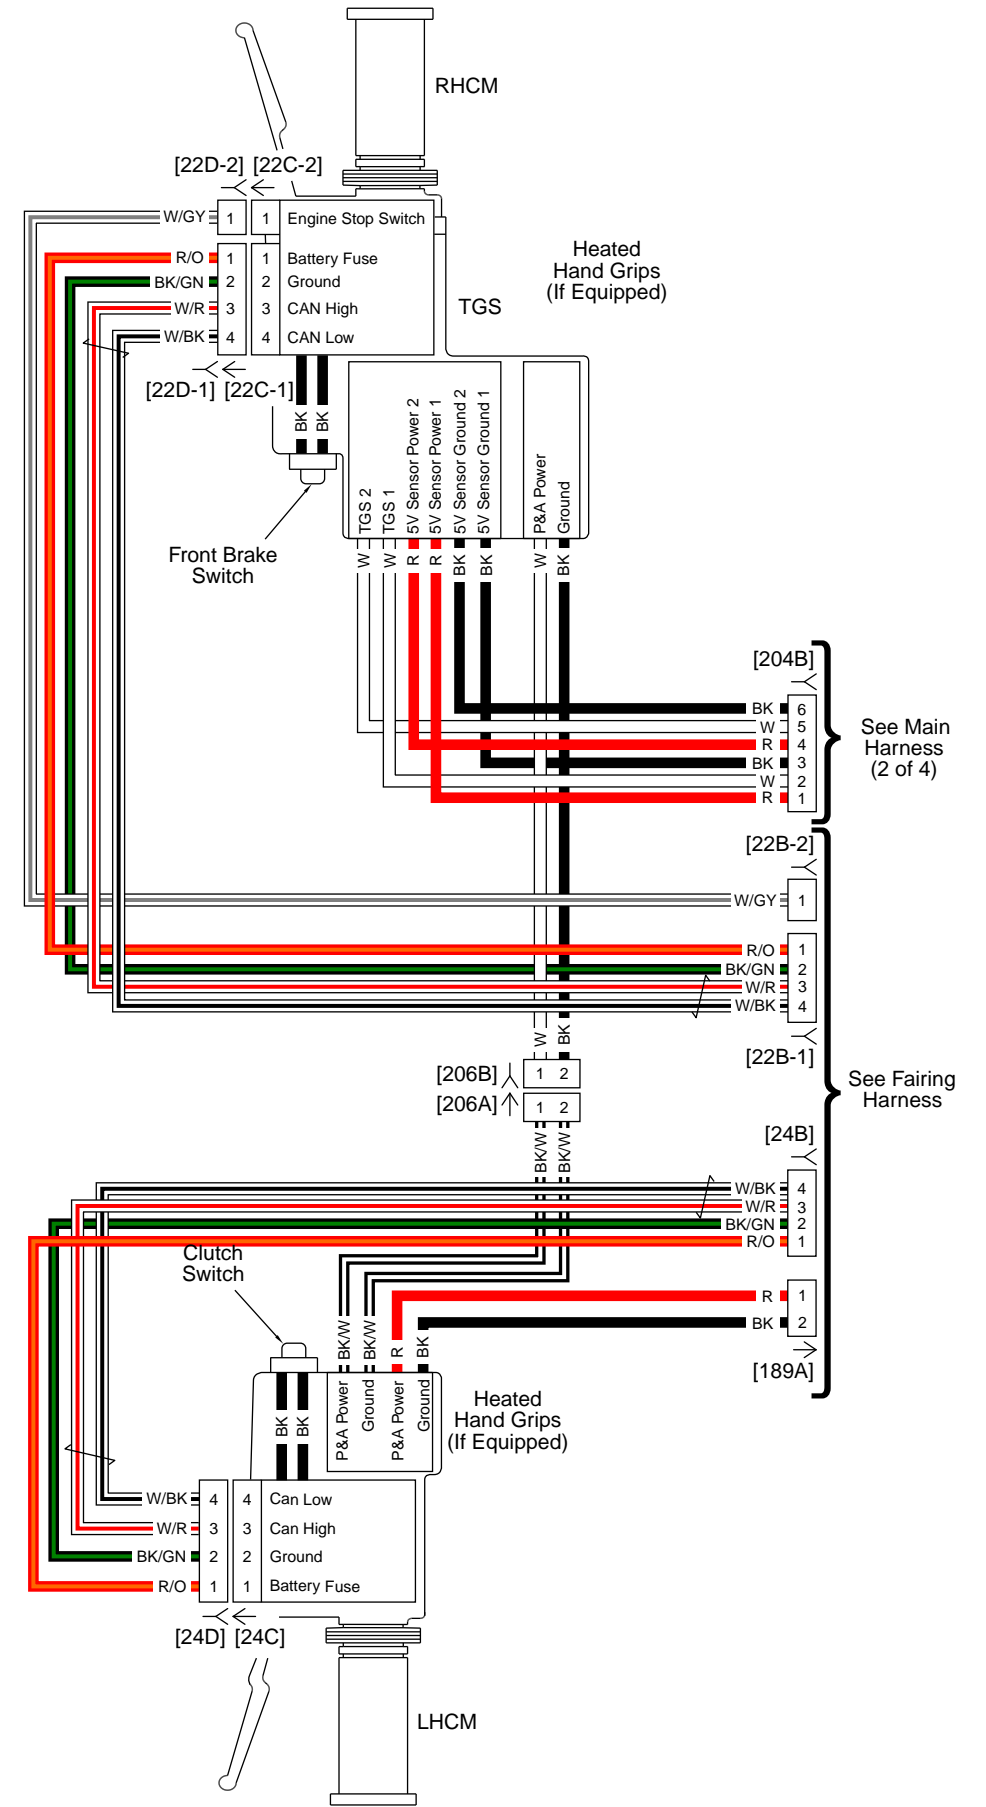 RHCM
[22D-2] [22C-2]
W/GY 1 1 Engine Stop Switch
R/O 1 1 Battery Fuse
BK/GN 2 2 Ground
W/R 3 3 CAN High
W/BK 4 4 CAN Low
[22D-1] [22C-1]
TGS
Heated
Hand Grips
(If Equipped)
BK BK
Front Brake
Switch
TGS 2
TGS 1
5V Sensor Power 2
5V Sensor Power 1
5V Sensor Ground 2
5V Sensor Ground 1
P&A Power
Ground
W W R R BK BK W BK
[204B]
BK 6
W 5
R 4
BK 3
W 2
R 1
See Main
Harness
(2 of 4)
[22B-2]
W/GY 1
R/O 1
BK/GN 2
W/R 3
W/BK 4
[22B-1]
W BK
[206B] 1 2
[206A] 1 2
BK/W BK/W
See Fairing
Harness
[24B]
W/BK 4
W/R 3
BK/GN 2
R/O 1
R 1
BK 2
[189A]
Clutch
Switch
BK/W BK/W R BK
P&A Power
Ground
P&A Power
Ground
Heated
Hand Grips
(If Equipped)
BK BK
W/BK 4 4 Can Low
W/R 3 3 Can High
BK/GN 2 2 Ground
R/O 1 1 Battery Fuse
[24D] [24C]
LHCM